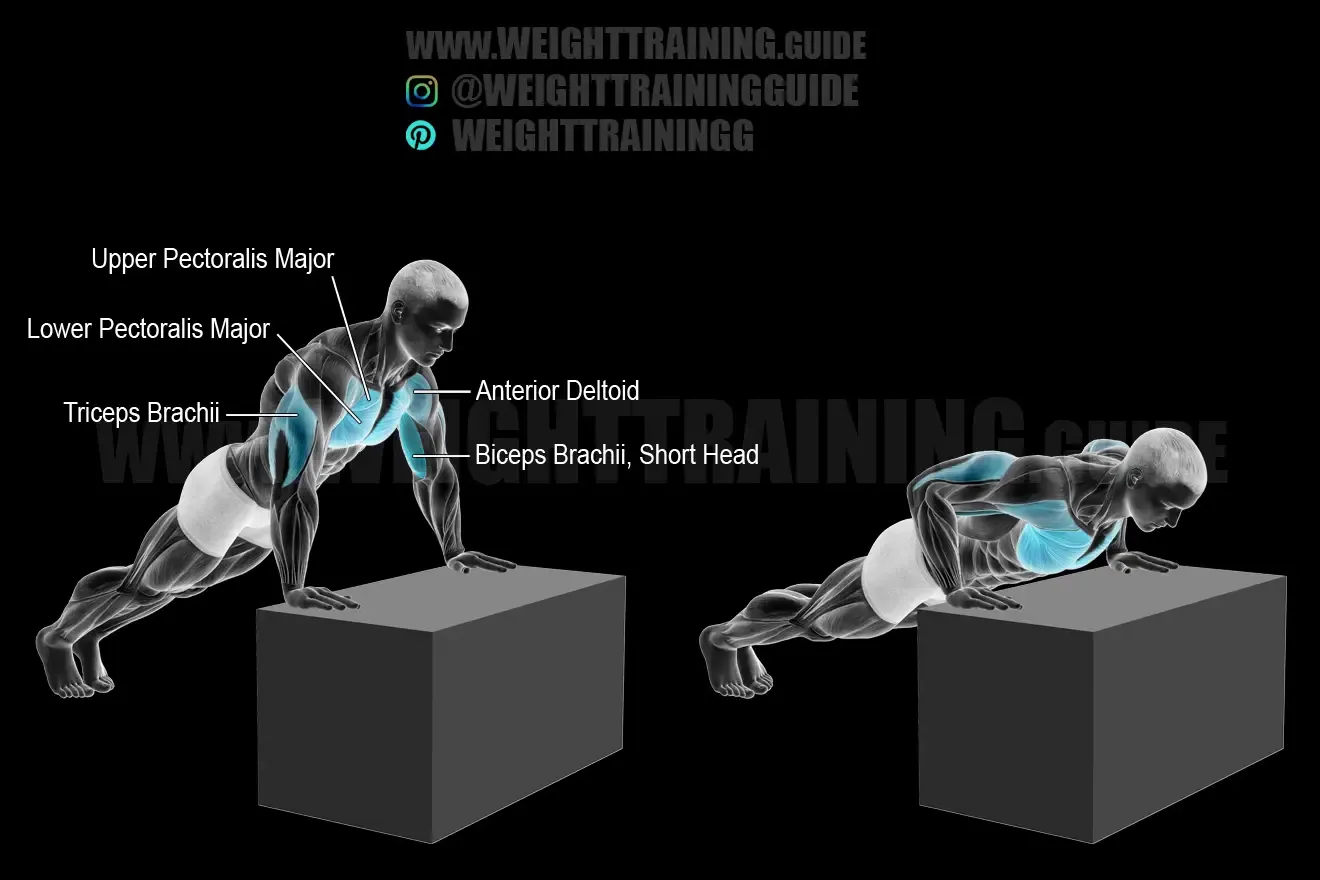 WWW.WEIGHTTRAINING.GUIDE
@WEIGHTTRAININGGUIDE
WEIGHTTRAININGG
Upper Pectoralis Major
Lower Pectoralis Major
Anterior Deltoid
Triceps Brachii
WWW.WEIGHTTRAINING.GUIDE
Biceps Brachii, Short Head